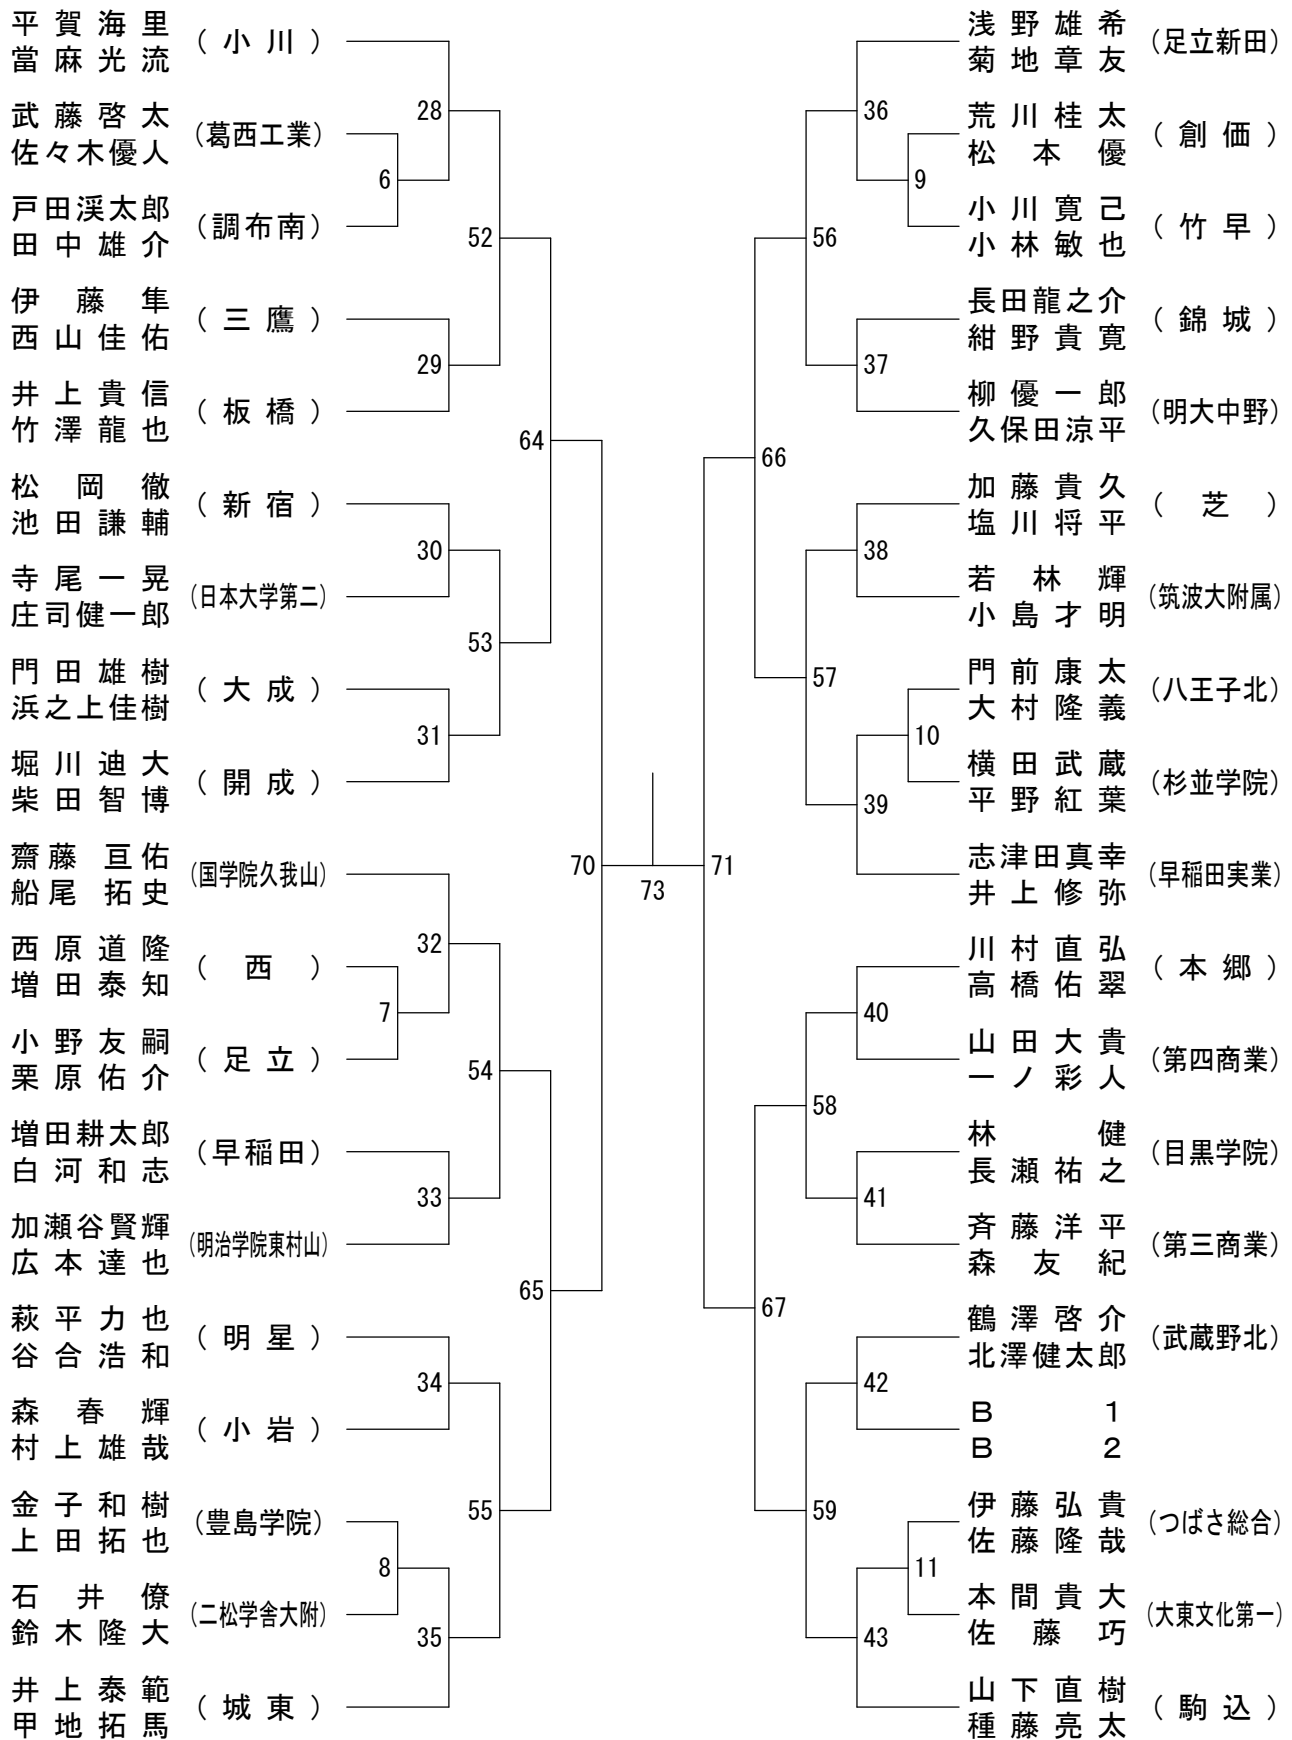 平賀海里
當麻光流
(小川)
武藤啓太
佐々木優人
(葛西工業)
戸田渓太郎
田中雄介
(調布南)
伊藤隼
西山佳佑
(三鷹)
井上貴信
竹澤龍也
(板橋)
松岡徹
池田謙輔
(新宿)
寺尾一晃
庄司健一郎
(日本大学第二)
門田雄樹
浜之上佳樹
(大成)
堀川迪大
柴田智博
(開成)
齋藤亘佑
船尾拓史
(国学院久我山)
西原道隆
増田泰知
(西)
小野友嗣
栗原佑介
(足立)
増田耕太郎
白河和志
(早稲田)
加瀬谷賢輝
広本達也
(明治学院東村山)
萩平力也
谷合浩和
(明星)
森春輝
村上雄哉
(小岩)
金子和樹
上田拓也
(豊島学院)
石井僚
鈴木隆大
(二松学舎大附)
井上泰範
甲地拓馬
(城東)
28
6
52
29
64
30
53
31
70
32
7
54
33
65
34
55
8
35
73
71
36
9
56
37
66
38
57
10
39
40
58
41
67
42
59
11
43
浅野雄希
菊地章友
(足立新田)
荒川桂太
松本優
(創価)
小川寛己
小林敏也
(竹早)
長田龍之介
紺野貴寛
(錦城)
柳優一郎
久保田涼平
(明大中野)
加藤貴久
塩川将平
(芝)
若林輝
小島才明
(筑波大附属)
門前康太
大村隆義
(八王子北)
横田武蔵
平野紅葉
(杉並学院)
志津田真幸
井上修弥
(早稲田実業)
川村直弘
高橋佑翠
(本郷)
山田大貴
一ノ彩人
(第四商業)
林健
長瀬祐之
(目黒学院)
斉藤洋平
森友紀
(第三商業)
鶴澤啓介
北澤健太郎
(武蔵野北)
B 1
B 2
伊藤弘貴
佐藤隆哉
(つばさ総合)
本間貴大
佐藤巧
(大東文化第一)
山下直樹
種藤亮太
(駒込)